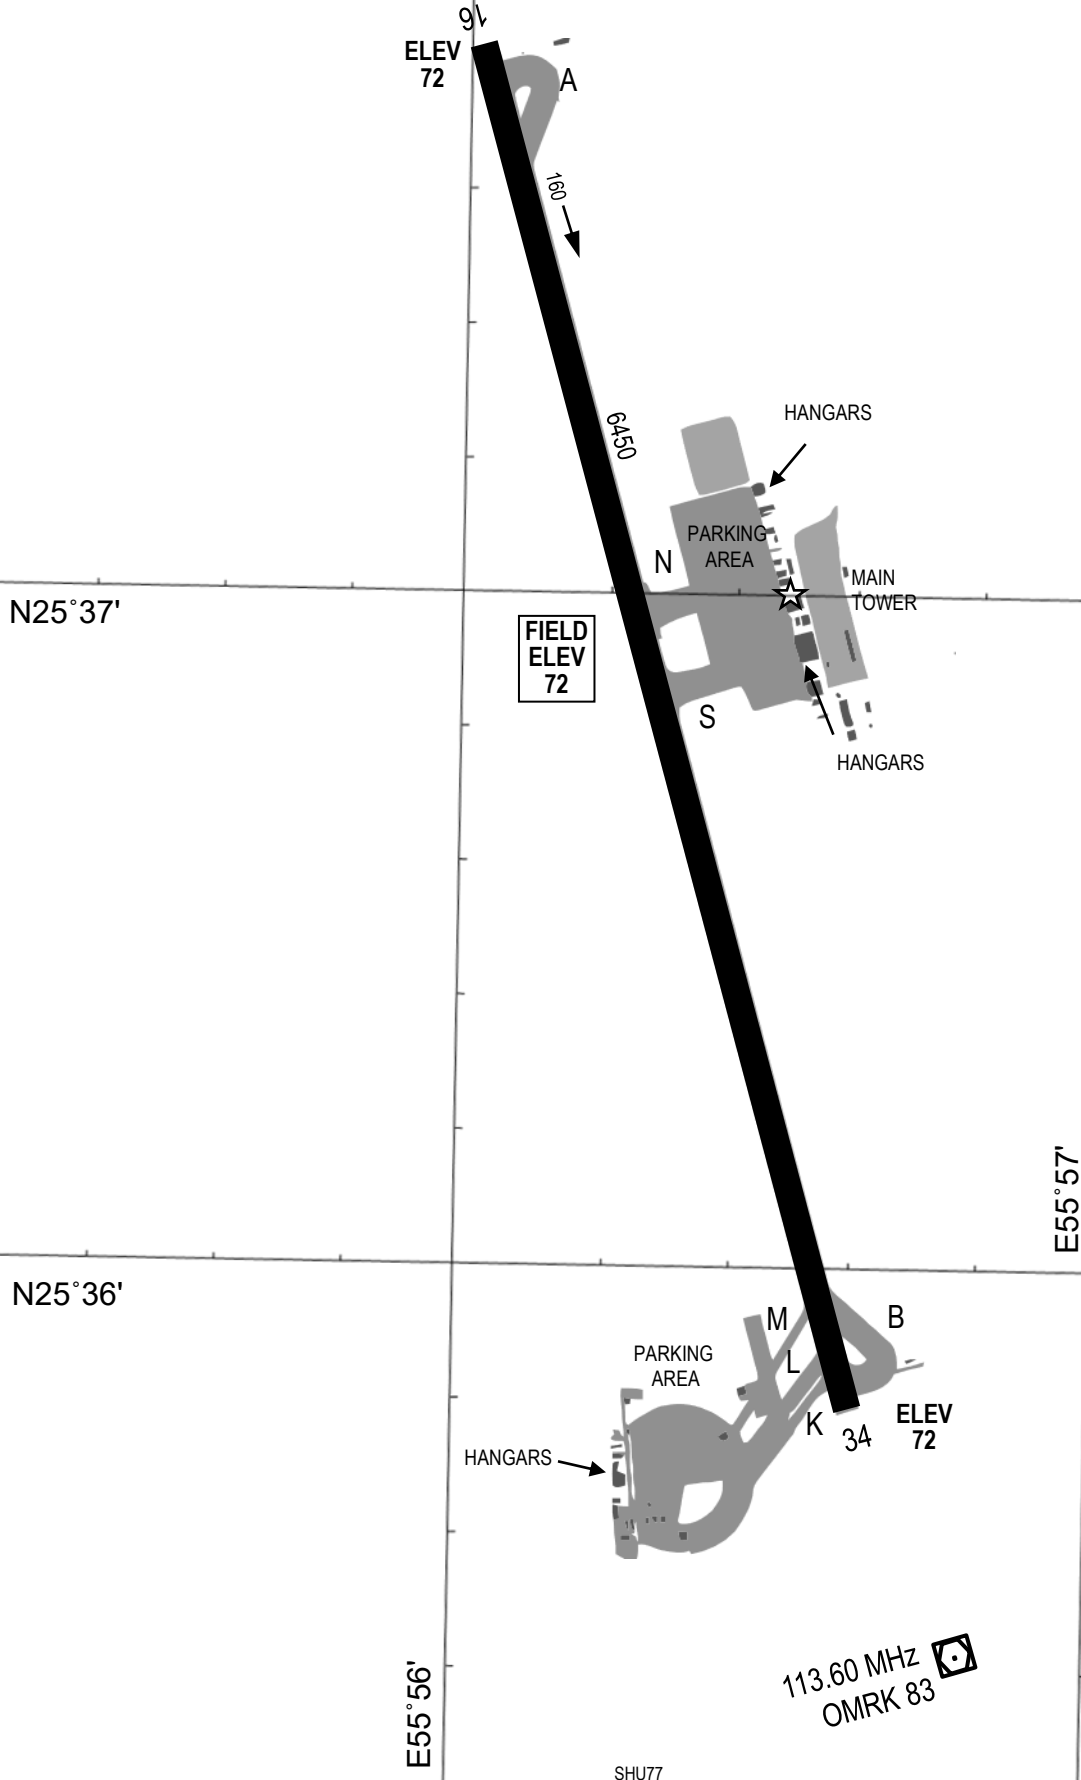 16
ELEV
72
A
160
6450
HANGARS
PARKING
AREA
N
MAIN
TOWER
N25°37'
FIELD
ELEV
72
S
HANGARS
E55°57'
N25°36'
M
B
PARKING
AREA
L
K
34
ELEV
72
HANGARS
113.60 MHz
OMRK 83
E55°56'
SHU77